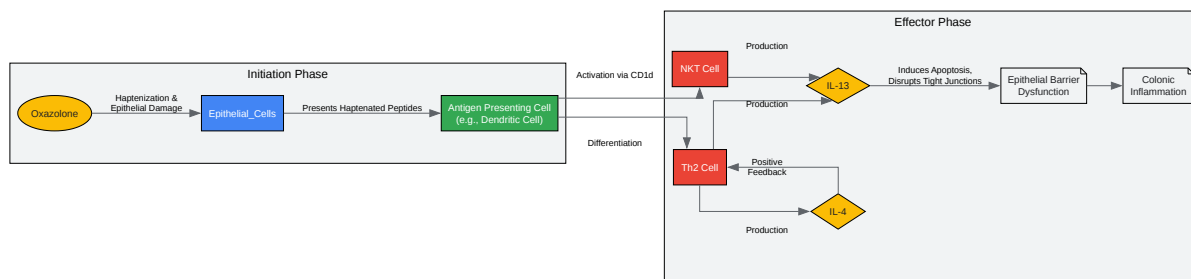 Effector Phase
Initiation Phase
Oxazolone
Haptenization &
Epithelial Damage
Epithelial_Cells
Presents Haptenated Peptides
Antigen Presenting Cell
(e.g., Dendritic Cell)
Activation via CD1d
Differentiation
NKT Cell
Production
Production
IL-13
Induces Apoptosis,
Disrupts Tight Junctions
Epithelial Barrier
Dysfunction
Colonic
Inflammation
Th2 Cell
Positive
Feedback
IL-4
Production